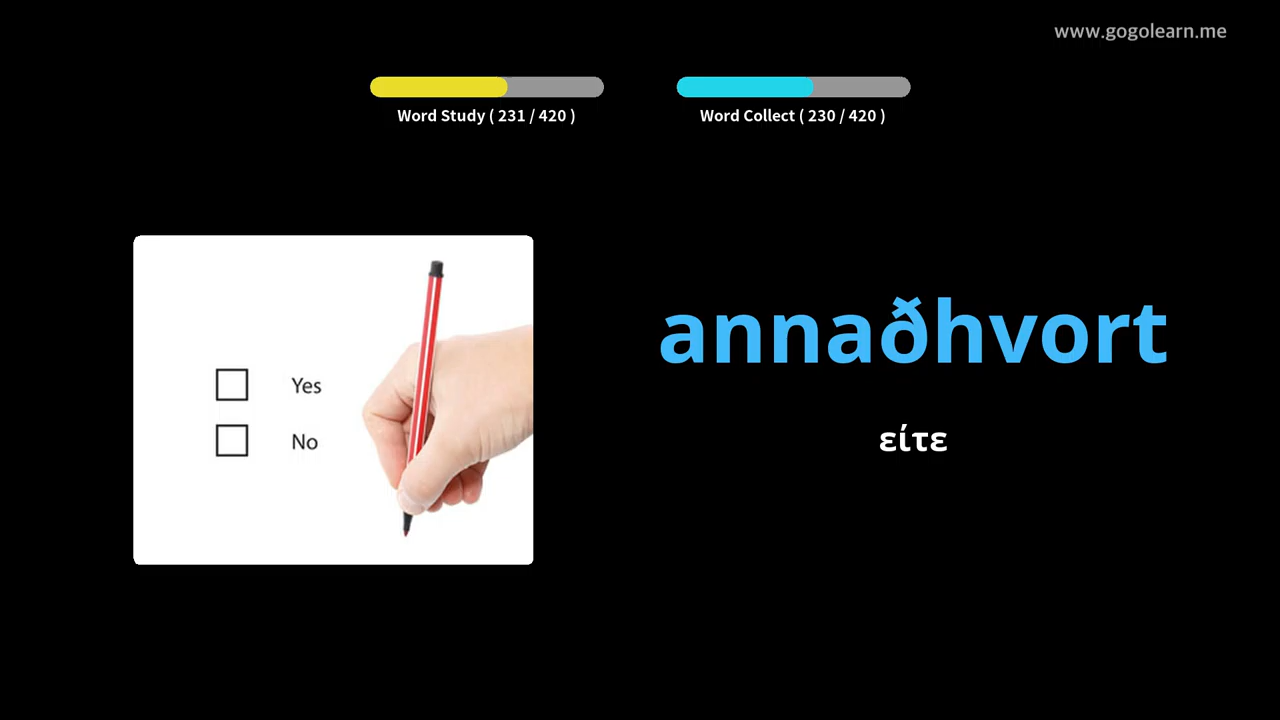 www.gogolearn.me
Word Study ( 231 / 420 )
Word Collect ( 230 / 420 )
Yes
No
annaðhvort
είτε